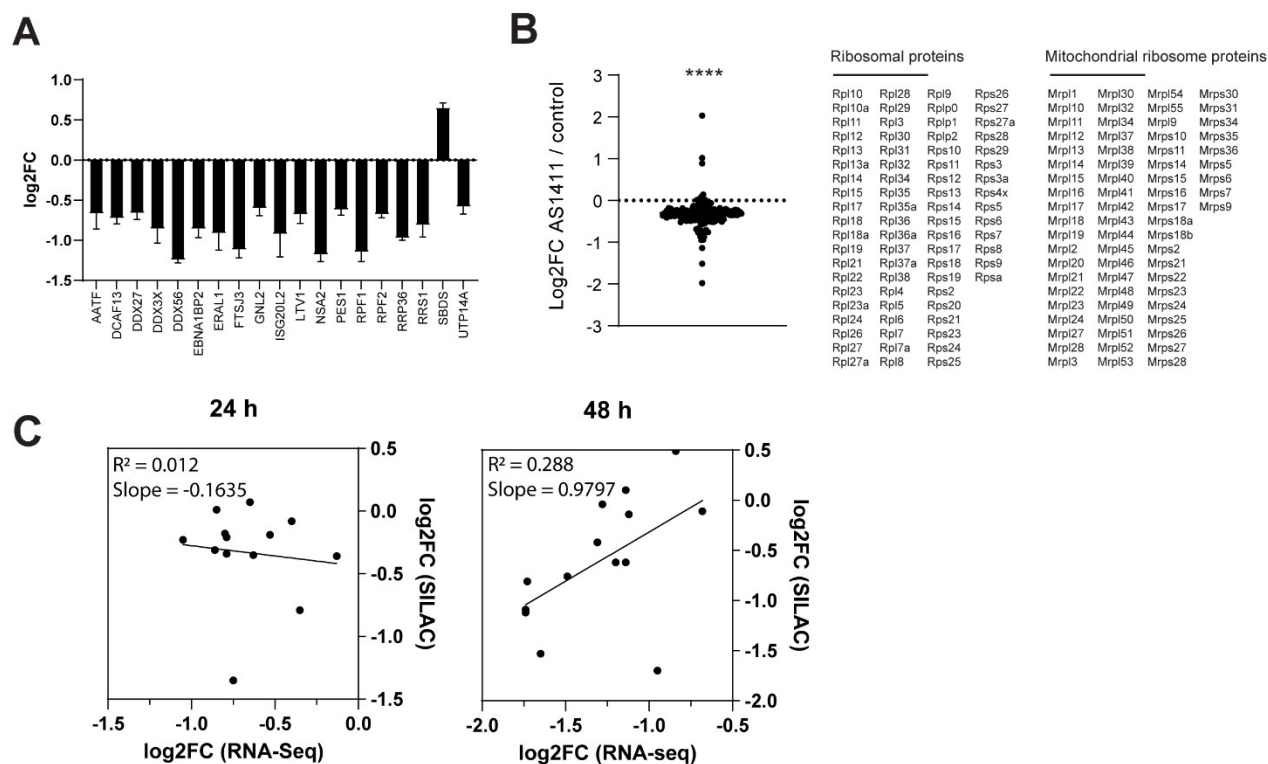 A
log2FC
1.0
0.5
0.0
-0.5
-1.0
-1.5
AATF
DCAF13
DDX27
DDX3X
DDX56
EBNA1BP2
ERAL1
FTSJ3
GNL2
ISG20L2
LTV1
NSA2
PES1
RPF1
RPF2
RRP36
RRS1
SBDS
UTP14A
B
Log2FC AS1411 / control
3
2
1
0
-1
-2
-3
****
Ribosomal proteins
Rpl10 Rpl28 Rpl9 Rps26
Rpl10a Rpl29 Rplp0 Rps27
Rpl11 Rpl3 Rplp1 Rps27a
Rpl12 Rpl30 Rplp2 Rps28
Rpl13 Rpl31 Rps10 Rps29
Rpl13a Rpl32 Rps11 Rps3
Rpl14 Rpl34 Rps12 Rps3a
Rpl15 Rpl35 Rps13 Rps4x
Rpl17 Rpl35a Rps14 Rps5
Rpl18 Rpl36 Rps15 Rps6
Rpl18a Rpl36a Rps16 Rps7
Rpl19 Rpl37 Rps17 Rps8
Rpl21 Rpl37a Rps18 Rps9
Rpl22 Rpl38 Rps19 Rpsa
Rpl23 Rpl4 Rps2
Rpl23a Rpl5 Rps20
Rpl24 Rpl6 Rps21
Rpl26 Rpl7 Rps23
Rpl27 Rpl7a Rps24
Rpl27a Rpl8 Rps25
Mitochondrial ribosome proteins
Mrpl1 Mrpl30 Mrpl54 Mrps30
Mrpl10 Mrpl32 Mrpl55 Mrps31
Mrpl11 Mrpl34 Mrpl9 Mrps34
Mrpl12 Mrpl37 Mrps10 Mrps35
Mrpl13 Mrpl38 Mrps11 Mrps36
Mrpl14 Mrpl39 Mrps14 Mrps5
Mrpl15 Mrpl40 Mrps15 Mrps6
Mrpl16 Mrpl41 Mrps16 Mrps7
Mrpl17 Mrpl42 Mrps17 Mrps9
Mrpl18 Mrpl43 Mrps18a
Mrpl19 Mrpl44 Mrps18b
Mrpl2 Mrpl45 Mrps2
Mrpl20 Mrpl46 Mrps21
Mrpl21 Mrpl47 Mrps22
Mrpl22 Mrpl48 Mrps23
Mrpl23 Mrpl49 Mrps24
Mrpl24 Mrpl50 Mrps25
Mrpl27 Mrpl51 Mrps26
Mrpl28 Mrpl52 Mrps27
Mrpl3 Mrpl53 Mrps28
C
24 h
R² = 0.012
Slope = -0.1635
0.5
0.0
-0.5
-1.0
-1.5
log2FC (SILAC)
-1.5 -1.0 -0.5 0.0
log2FC (RNA-Seq)
48 h
R² = 0.288
Slope = 0.9797
0.5
0.0
-0.5
-1.0
-1.5
-2.0
log2FC (SILAC)
-2.0 -1.5 -1.0 -0.5
log2FC (RNA-seq)